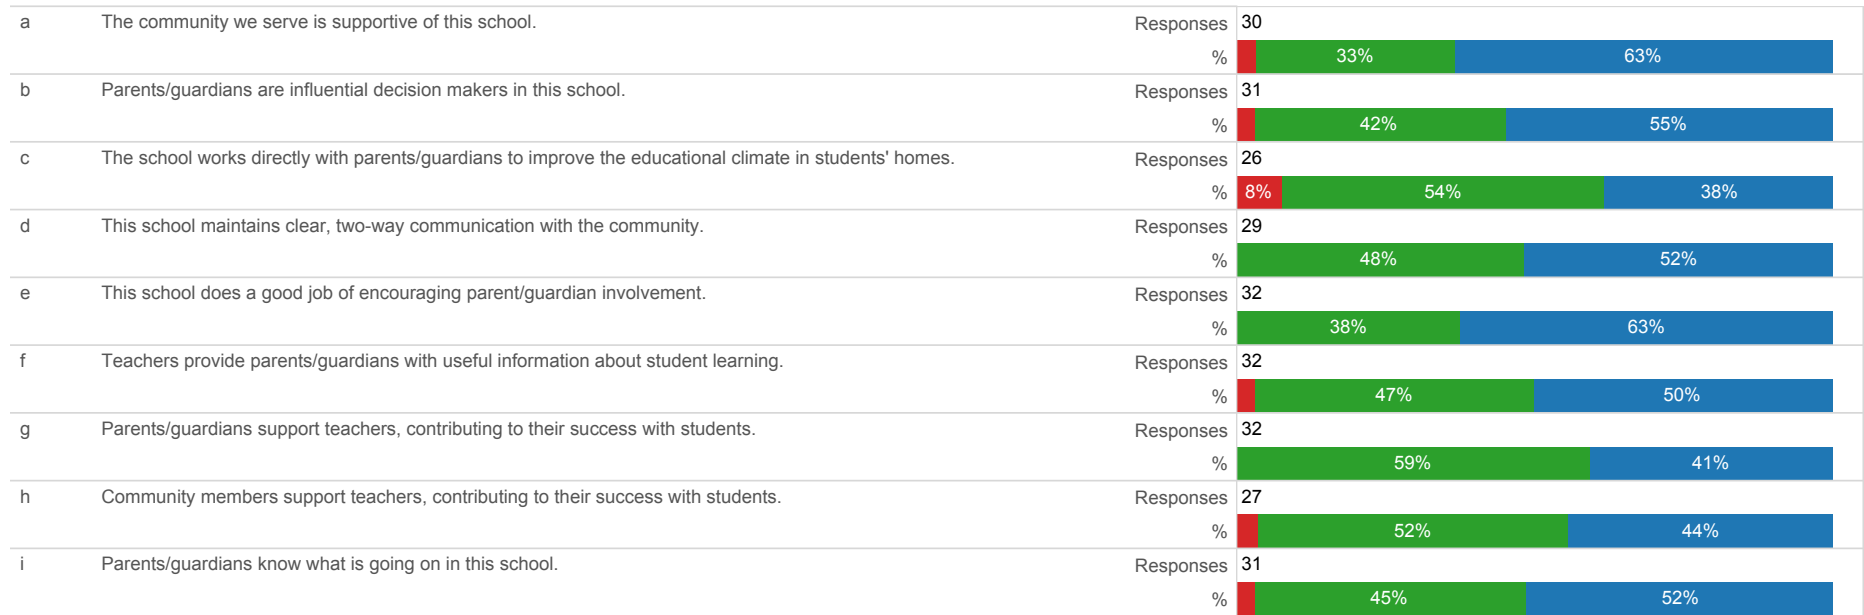 a The community we serve is supportive of this school. Responses 30
% 33% 63%
b Parents/guardians are influential decision makers in this school. Responses 31
% 42% 55%
c The school works directly with parents/guardians to improve the educational climate in students' homes. Responses 26
% 8% 54% 38%
d This school maintains clear, two-way communication with the community. Responses 29
% 48% 52%
e This school does a good job of encouraging parent/guardian involvement. Responses 32
% 38% 63%
f Teachers provide parents/guardians with useful information about student learning. Responses 32
% 47% 50%
g Parents/guardians support teachers, contributing to their success with students. Responses 32
% 59% 41%
h Community members support teachers, contributing to their success with students. Responses 27
% 52% 44%
i Parents/guardians know what is going on in this school. Responses 31
% 45% 52%